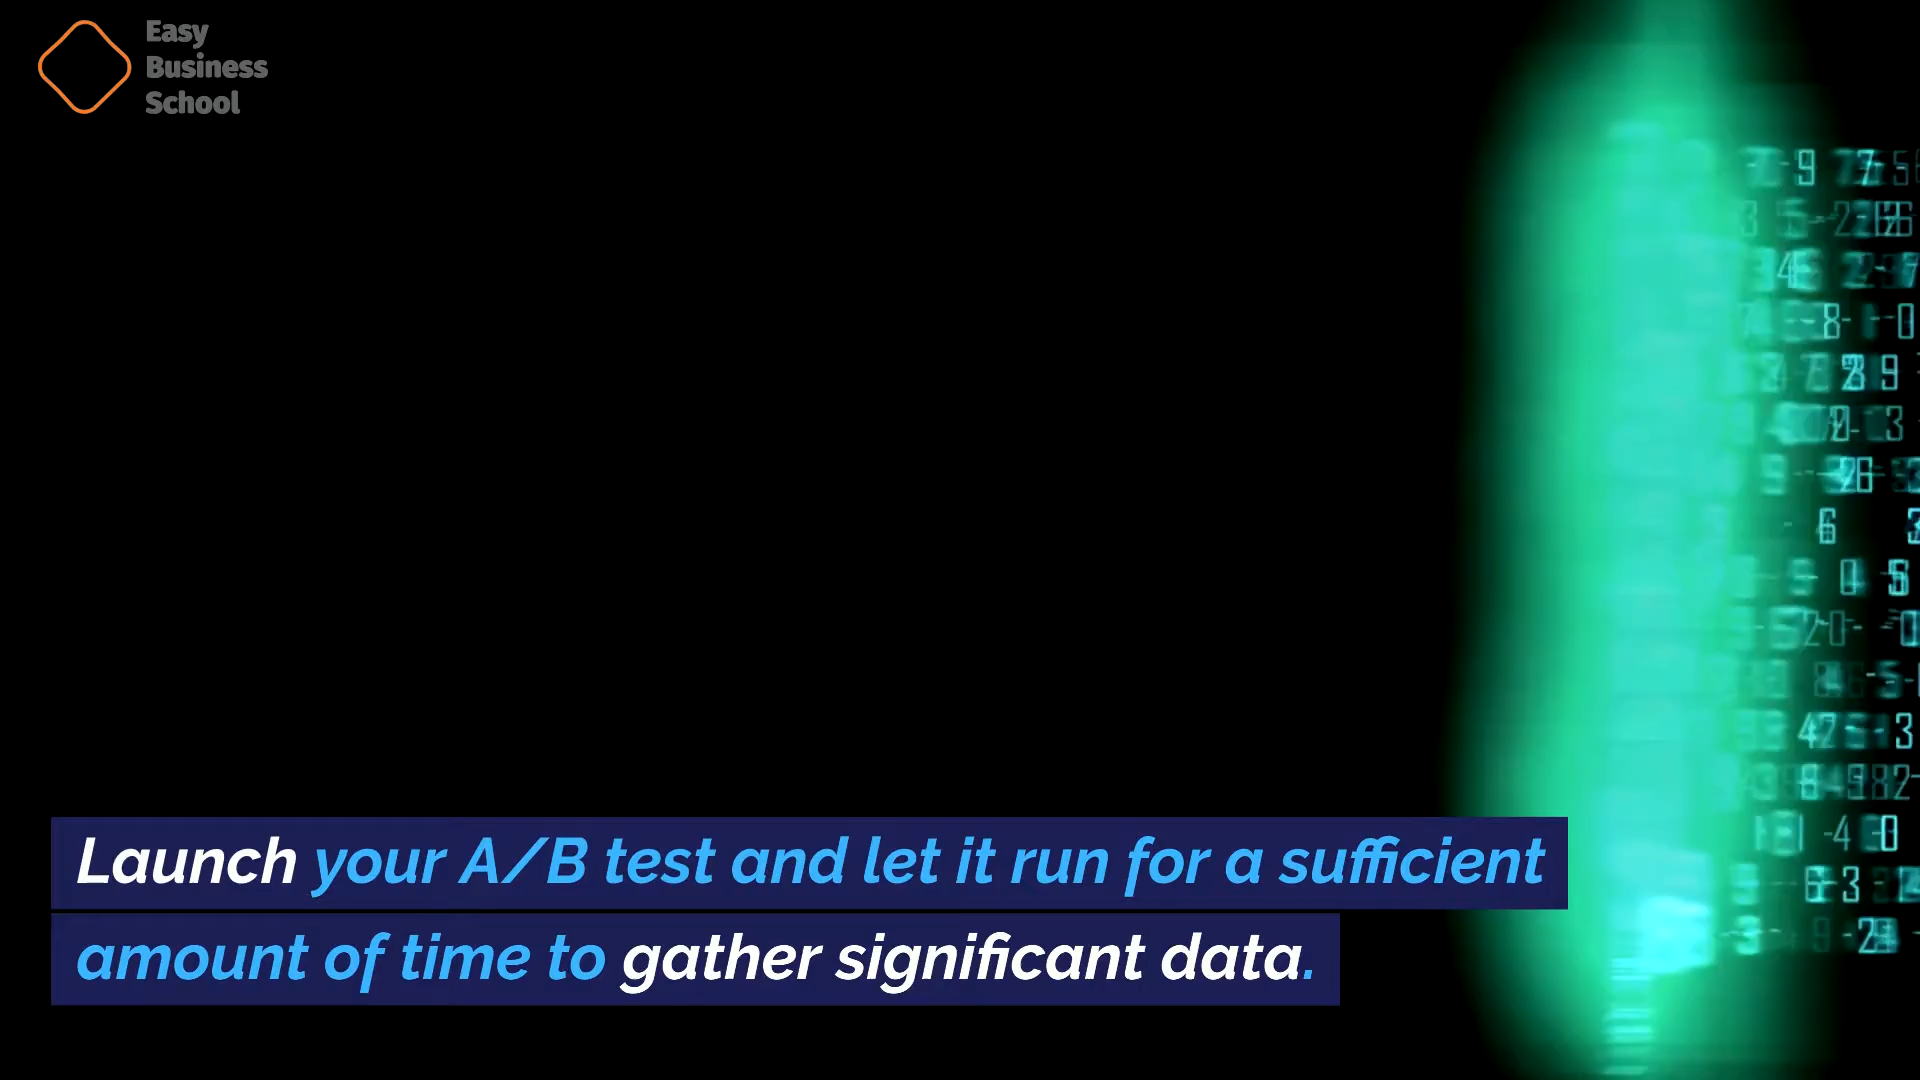 Easy
Business
School
Launch your A/B test and let it run for a sufficient
amount of time to gather significant data.